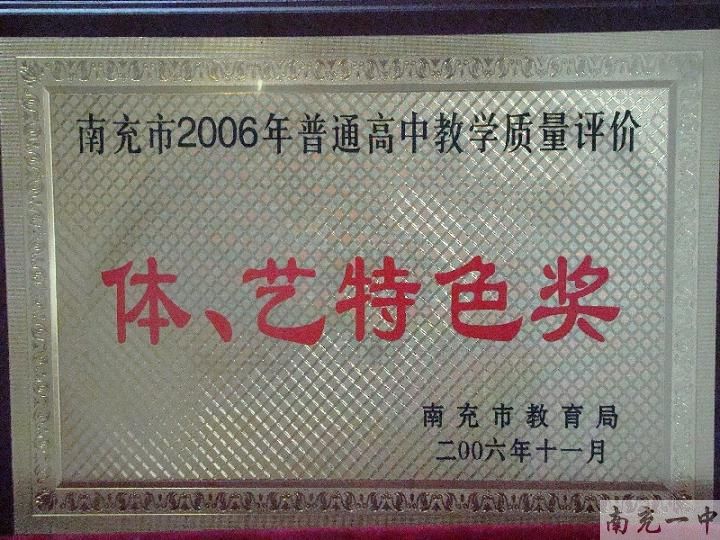 南充市2006年普通高中教学质量评价
体、艺特色奖
南充市教育局
二00六年十一月
南充一中